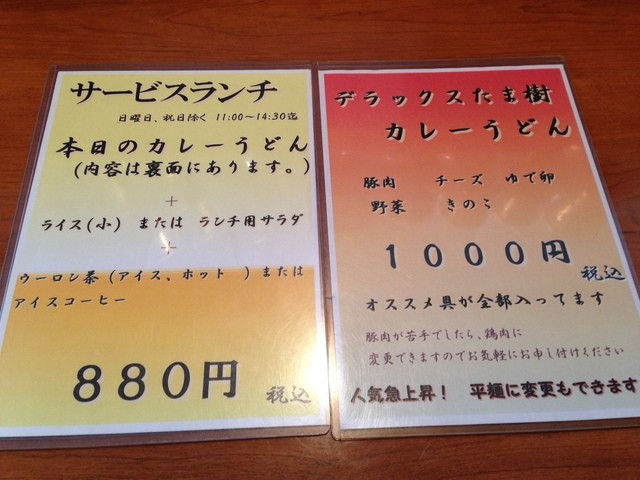 サービスランチ
日曜日、祝日除く 11:00～14:30迄
本日のカレーうどん
(内容は裏面にあります。)
+
ライス(小) または ランチ用サラダ
+
ウーロン茶 (アイス、ホット ) または
アイスコーヒー
８８０円 税込
デラックスたま樹
カレーうどん
豚肉 チーズ ゆで卵
野菜 きのこ
１０００円 税込
オススメ具が全部入ってます
豚肉が苦手でしたら、鶏肉に
変更できますのでお気軽にお申し付けください
人気急上昇！ 平麺に変更もできます